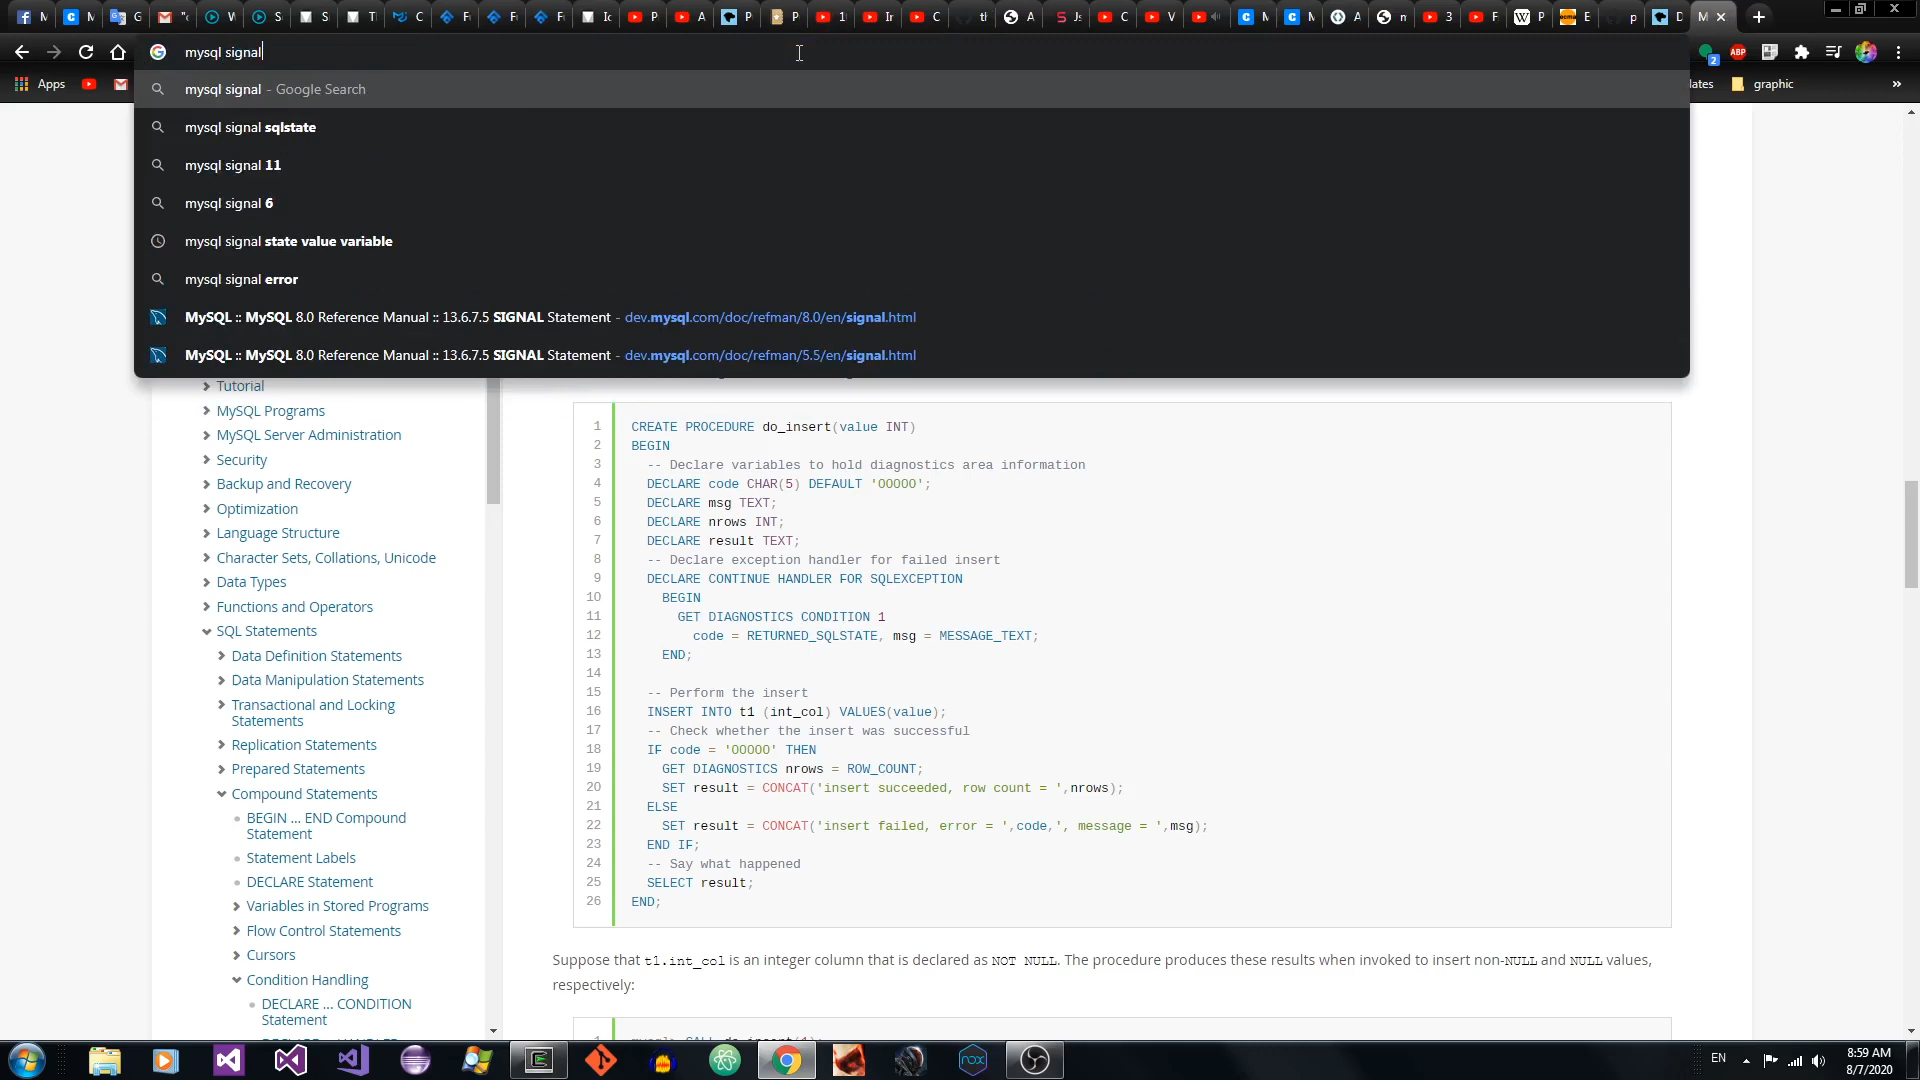 mysql signal
mysql signal - Google Search
mysql signal sqlstate
mysql signal 11
mysql signal 6
mysql signal state value variable
mysql signal error
MySQL :: MySQL 8.0 Reference Manual :: 13.6.7.5 SIGNAL Statement - dev.mysql.com/doc/refman/8.0/en/signal.html
MySQL :: MySQL 8.0 Reference Manual :: 13.6.7.5 SIGNAL Statement - dev.mysql.com/doc/refman/5.5/en/signal.html
Apps
graphic
Tutorial
MySQL Programs
MySQL Server Administration
Security
Backup and Recovery
Optimization
Language Structure
Character Sets, Collations, Unicode
Data Types
Functions and Operators
SQL Statements
Data Definition Statements
Data Manipulation Statements
Transactional and Locking
Statements
Replication Statements
Prepared Statements
Compound Statements
BEGIN ... END Compound
Statement
Statement Labels
DECLARE Statement
Variables in Stored Programs
Flow Control Statements
Cursors
Condition Handling
DECLARE ... CONDITION
Statement
1 CREATE PROCEDURE do_insert(value INT)
2 BEGIN
3 -- Declare variables to hold diagnostics area information
4 DECLARE code CHAR(5) DEFAULT '00000';
5 DECLARE msg TEXT;
6 DECLARE nrows INT;
7 DECLARE result TEXT;
8 -- Declare exception handler for failed insert
9 DECLARE CONTINUE HANDLER FOR SQLEXCEPTION
10 BEGIN
11 GET DIAGNOSTICS CONDITION 1
12 code = RETURNED_SQLSTATE, msg = MESSAGE_TEXT;
13 END;
14
15 -- Perform the insert
16 INSERT INTO t1 (int_col) VALUES(value);
17 -- Check whether the insert was successful
18 IF code = '00000' THEN
19 GET DIAGNOSTICS nrows = ROW_COUNT;
20 SET result = CONCAT('insert succeeded, row count = ',nrows);
21 ELSE
22 SET result = CONCAT('insert failed, error = ',code,', message = ',msg);
23 END IF;
24 -- Say what happened
25 SELECT result;
26 END;
Suppose that t1.int_col is an integer column that is declared as NOT NULL. The procedure produces these results when invoked to insert non-NULL and NULL values,
respectively:
EN
8:59 AM
8/7/2020